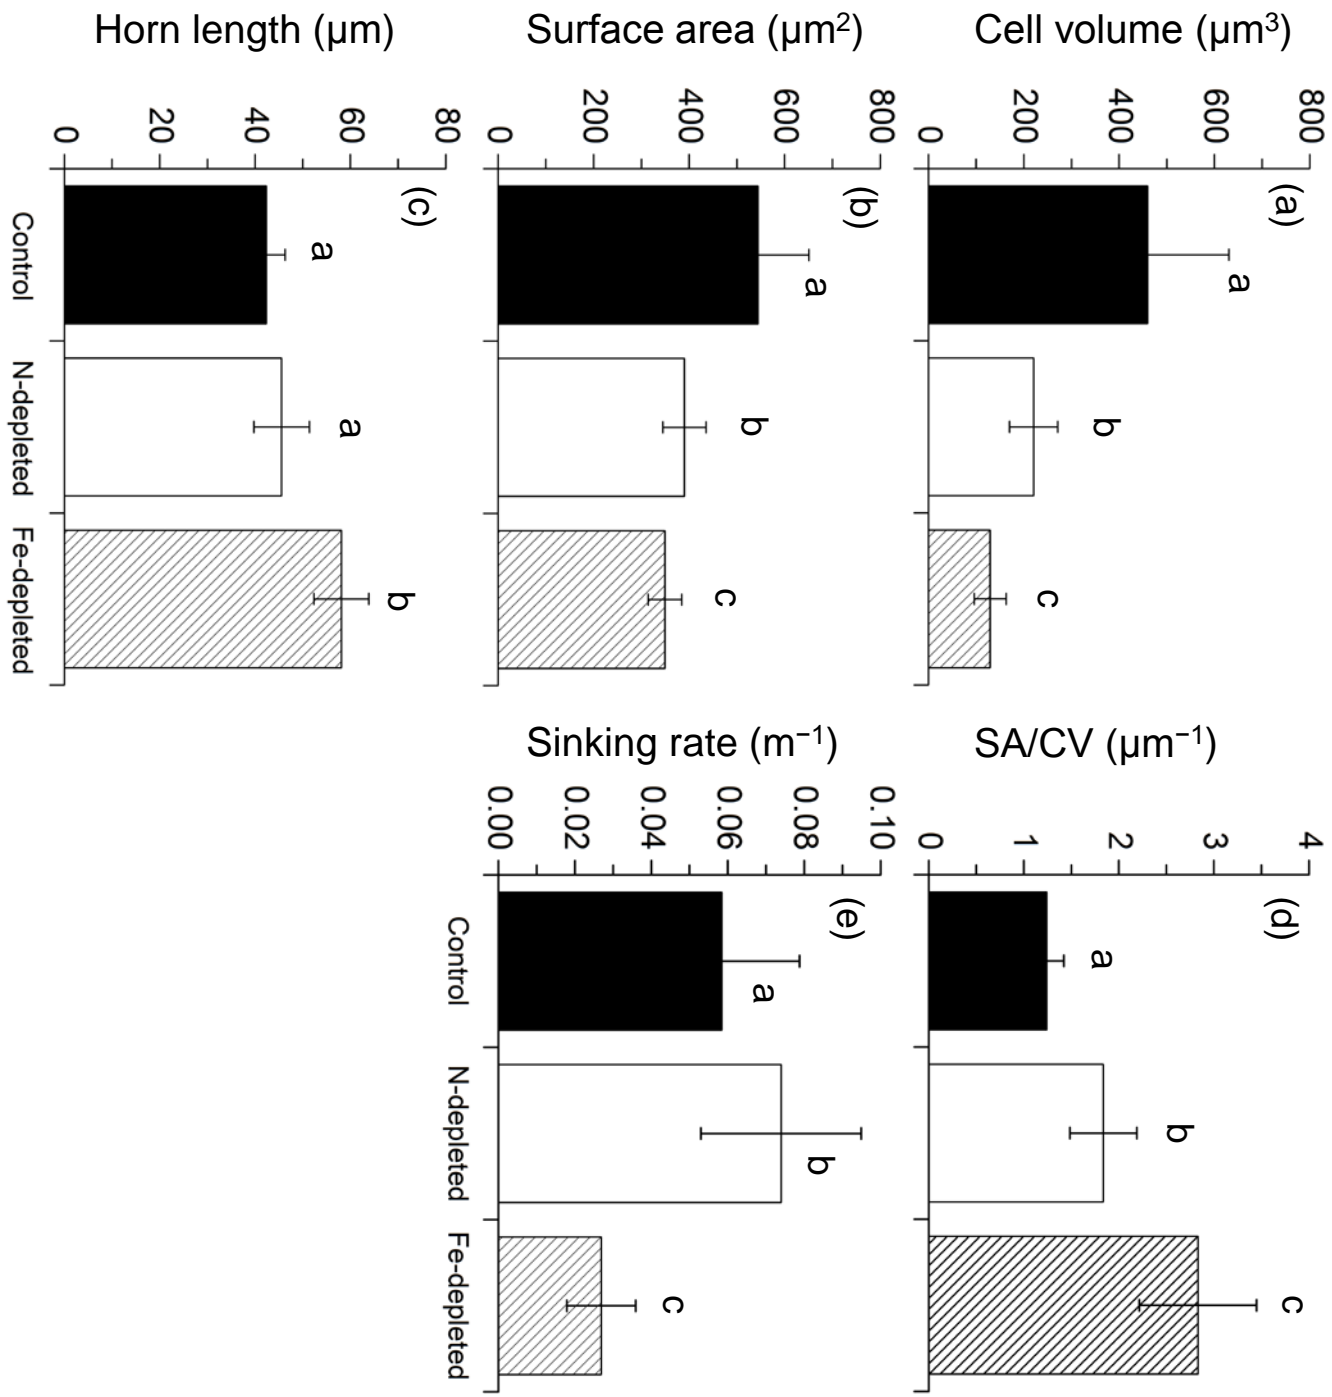 Cell volume (μm³)
800
600
400
200
0
(a)
a
b
c
Surface area (μm²)
800
600
400
200
0
(b)
a
b
c
Horn length (μm)
80
60
40
20
0
(c)
a
a
b
Control
N-depleted
Fe-depleted
SA/CV (μm⁻¹)
4
3
2
1
0
(d)
a
b
c
Sinking rate (m⁻¹)
0.10
0.08
0.06
0.04
0.02
0.00
(e)
a
b
c
Control
N-depleted
Fe-depleted